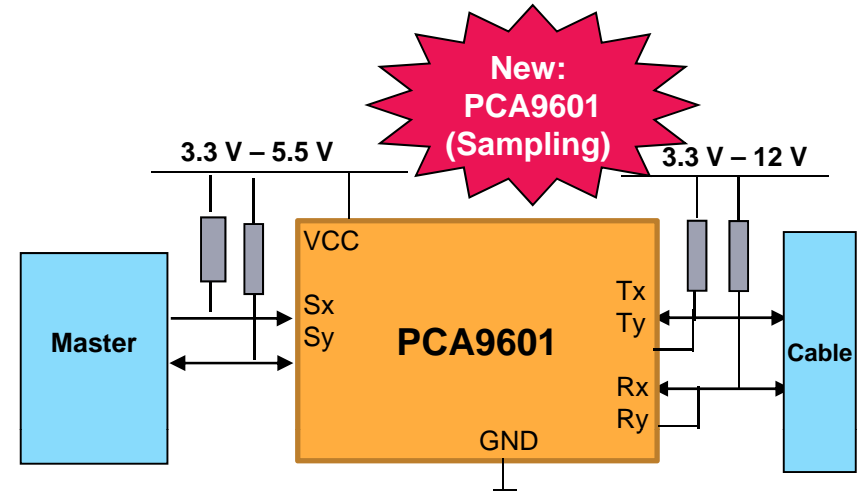 New:
PCA9601
(Sampling)
3.3 V – 5.5 V
3.3 V – 12 V
VCC
Sx
Sy
Master
PCA9601
Tx
Ty
Rx
Ry
Cable
GND